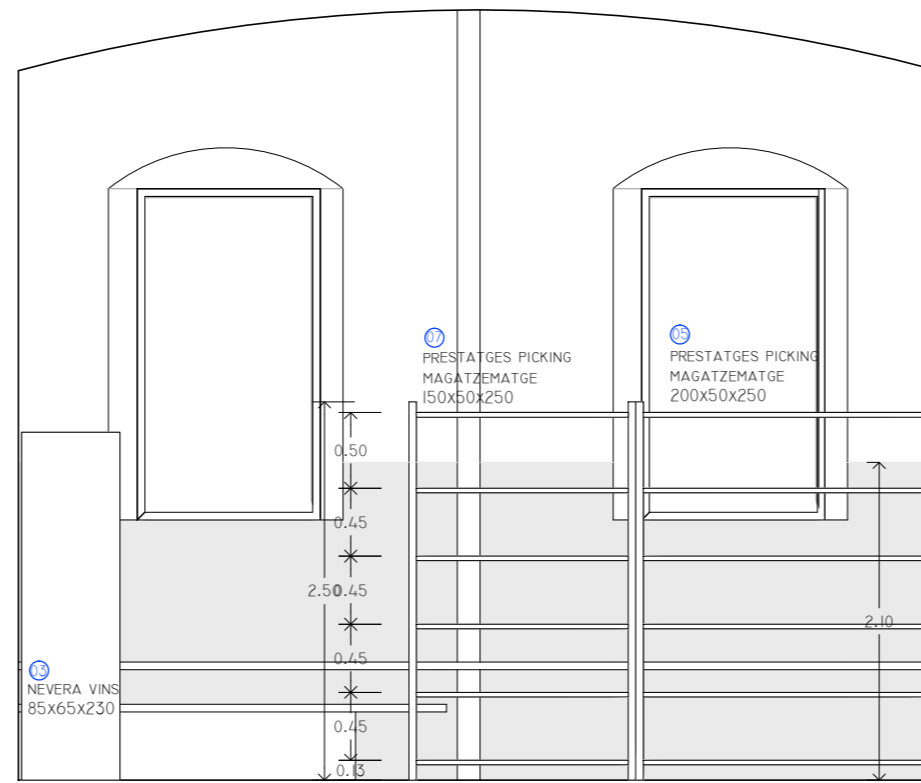 07
PRESTATGES PICKING
MAGATZEMATGE
150X50X250
05
PRESTATGES PICKING
MAGATZEMATGE
200X50X250
0.50
0.45
2.50
0.45
2.10
0.45
03
NEVERA VINS
85X65X230
0.45
0.13